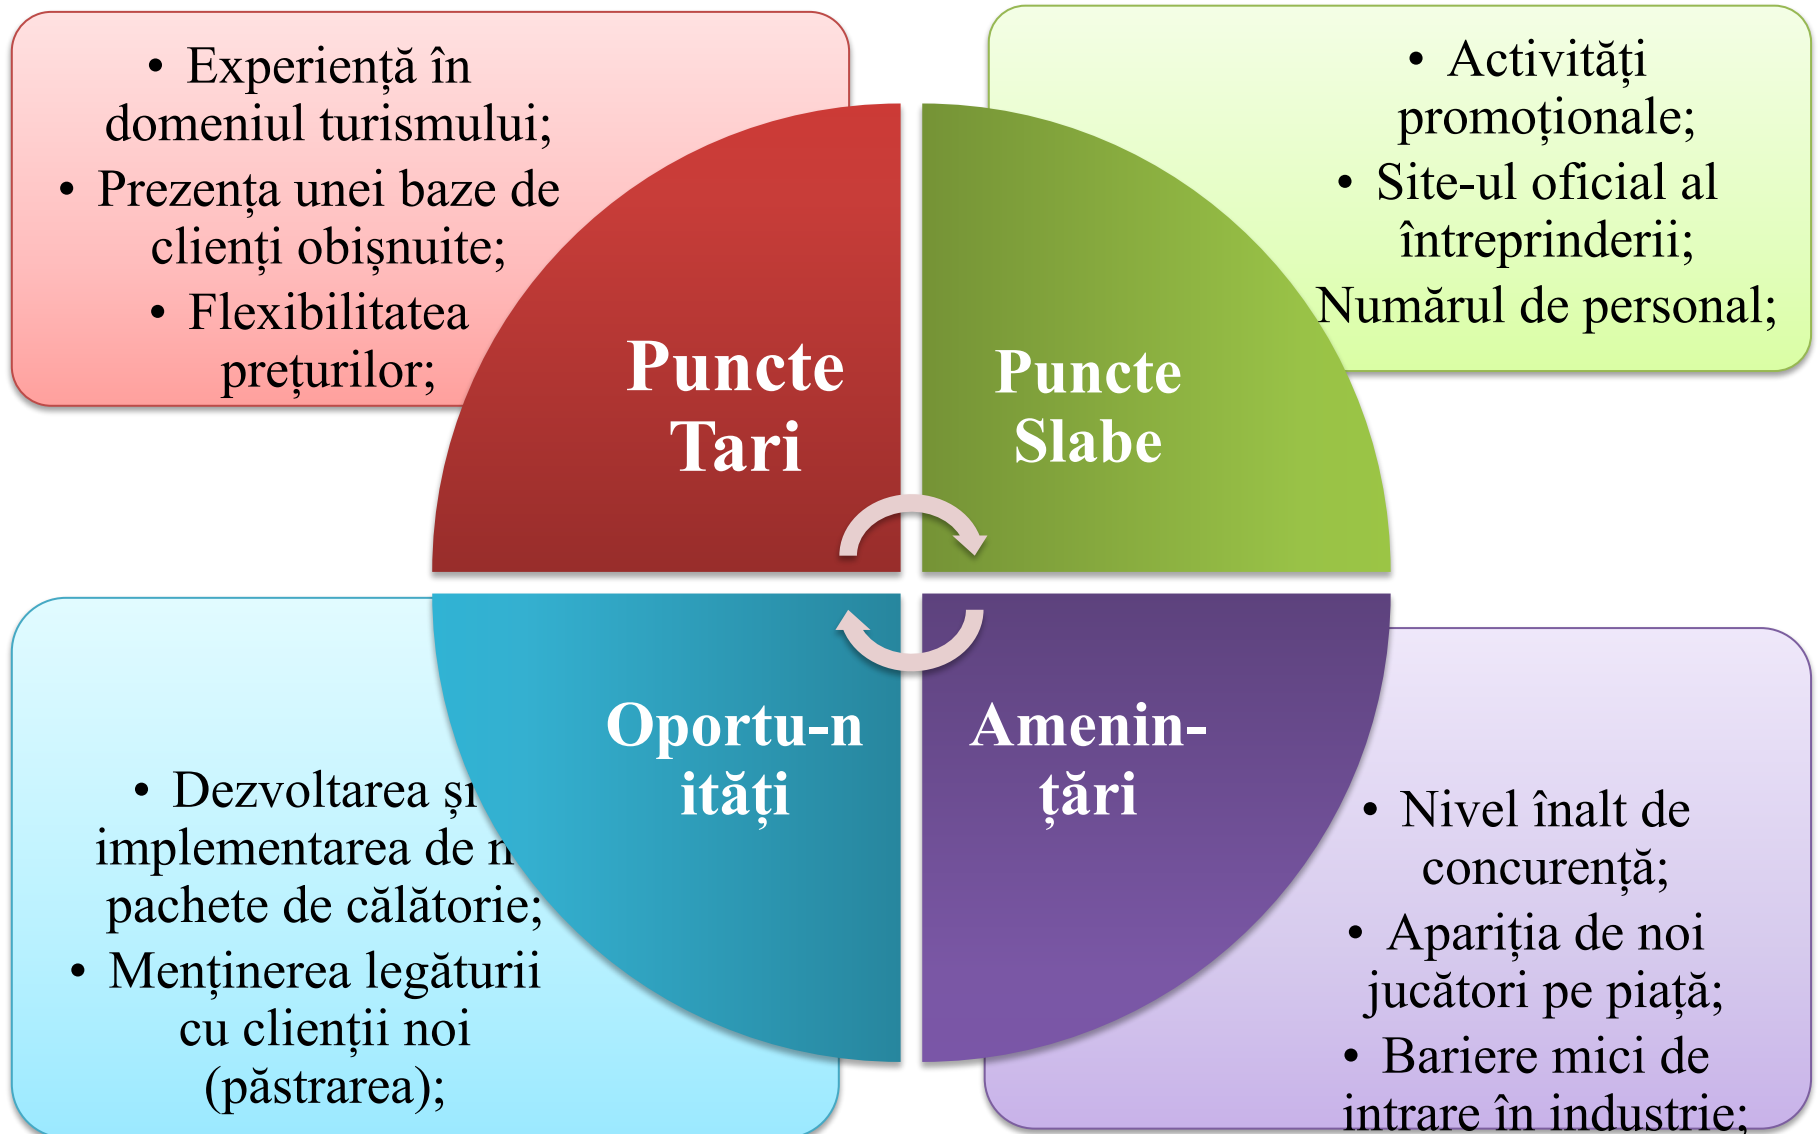 • Experiență în
domeniul turismului;
• Prezența unei baze de
clienți obișnuite;
• Flexibilitatea
prețurilor;
• Activități
promoționale;
• Site-ul oficial al
întreprinderii;
Numărul de personal;
Puncte
Tari
Puncte
Slabe
Oportu-n
ități
Amenin-
țări
• Dezvoltarea și
implementarea de
pachete de călătorie;
• Menținerea legăturii
cu clienții noi
(păstrarea);
• Nivel înalt de
concurență;
• Apariția de noi
jucători pe piață;
• Bariere mici de
intrare în industrie;